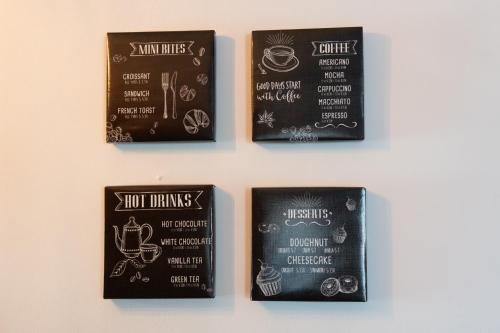 MINI BITES
CROISSANT
SANDWICH
FRENCH TOAST
COFFEE
AMERICANO
MOCHA
GOOD DAYS START
with Coffee
CAPPUCCINO
MACCHIATO
ESPRESSO
HOT DRINKS
HOT CHOCOLATE
WHITE CHOCOLATE
VANILLA TEA
GREEN TEA
DESSERTS
DOUGHNUT
CHEESECAKE